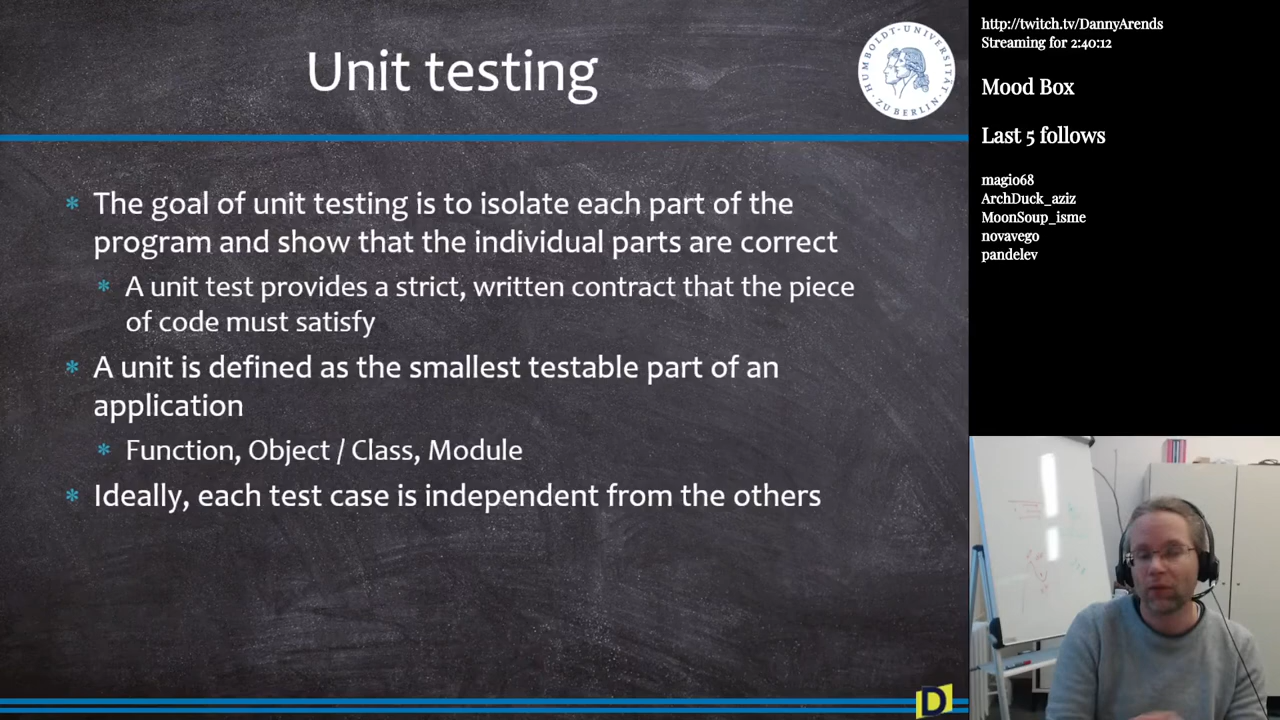 Unit testing
HUMBOLDT-UNIVERSITÄT
ZU BERLIN
The goal of unit testing is to isolate each part of the
program and show that the individual parts are correct
A unit test provides a strict, written contract that the piece
of code must satisfy
A unit is defined as the smallest testable part of an
application
Function, Object / Class, Module
Ideally, each test case is independent from the others
D
http://twitch.tv/DannyArends
Streaming for 2:40:12
Mood Box
Last 5 follows
magio68
ArchDuck_aziz
MoonSoup_isme
novavego
pandelev